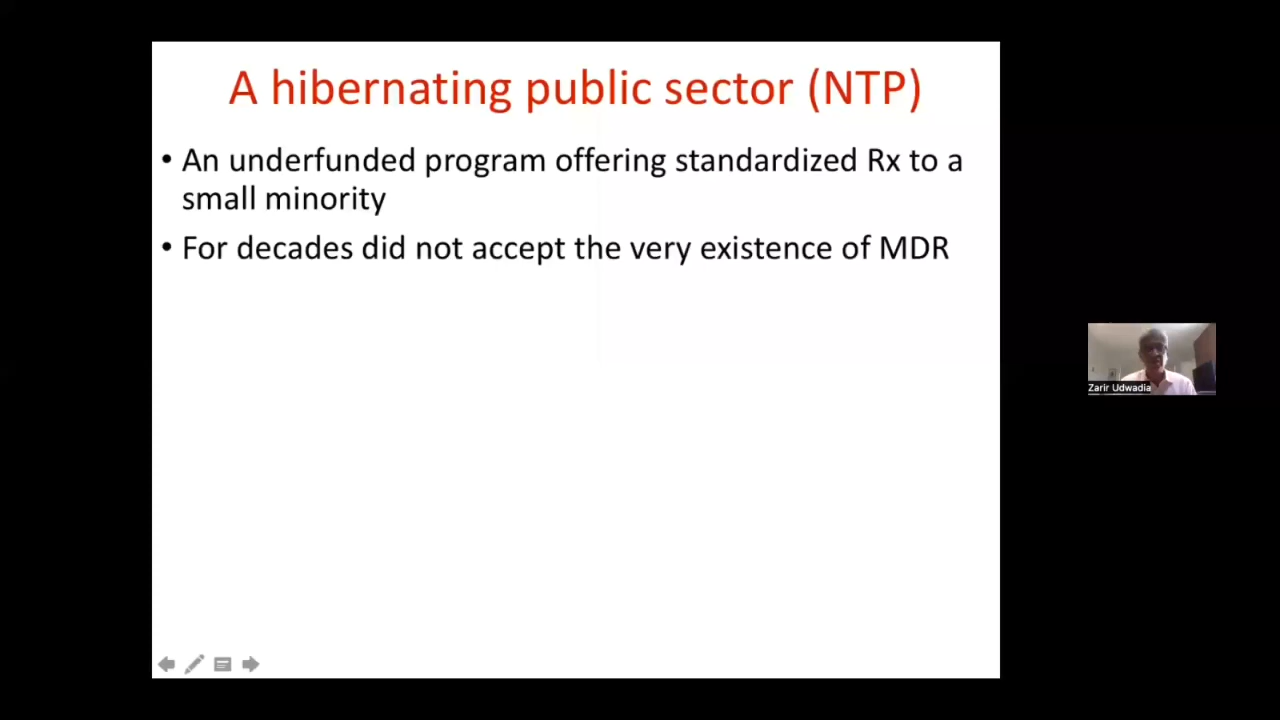 A hibernating public sector (NTP)
• An underfunded program offering standardized Rx to a
small minority
• For decades did not accept the very existence of MDR
Zarir Udwadia